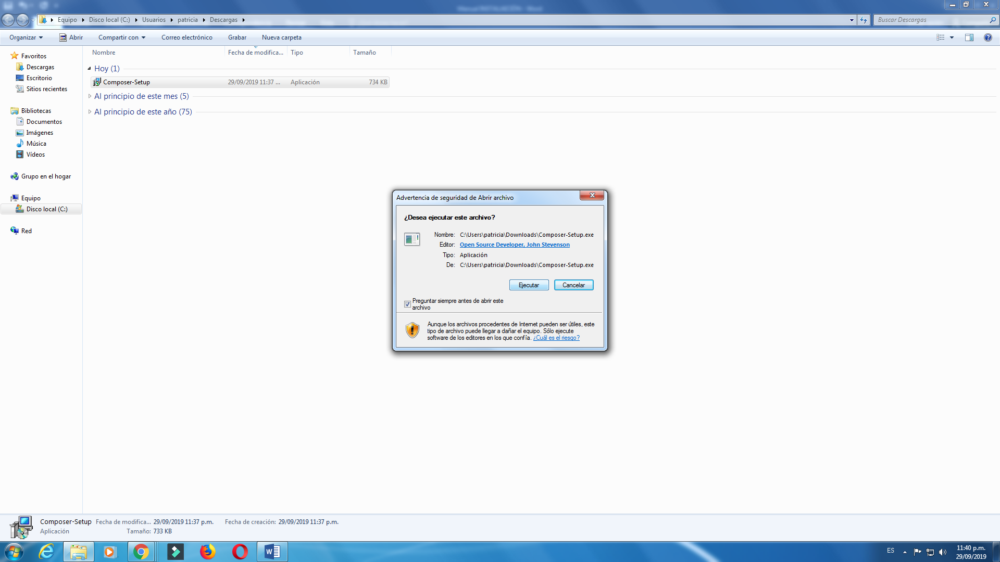 Equipo Disco local (C:) Usuarios patricia Descargas
Buscar Descargas
Organizar Abrir Compartir con Correo electrónico Grabar Nueva carpeta
Nombre Fecha de modifica... Tipo Tamaño
Favoritos
Descargas
Escritorio
Sitios recientes
Bibliotecas
Documentos
Imágenes
Música
Vídeos
Grupo en el hogar
Equipo
Disco local (C:)
Red
Hoy (1)
Composer-Setup 29/09/2019 11:37 ... Aplicación 734 KB
Al principio de este mes (5)
Al principio de este año (75)
Advertencia de seguridad de Abrir archivo
¿Desea ejecutar este archivo?
Nombre: C:\Users\patricia\Downloads\Composer-Setup.exe
Editor: Open Source Developer, John Stevenson
Tipo: Aplicación
De: C:\Users\patricia\Downloads\Composer-Setup.exe
Ejecutar Cancelar
Preguntar siempre antes de abrir este
archivo
Aunque los archivos procedentes de Internet pueden ser útiles, este
tipo de archivo puede llegar a dañar el equipo. Sólo ejecute
software de los editores en los que confía. ¿Cuál es el riesgo?
Composer-Setup Fecha de modifica... 29/09/2019 11:37 p.m. Fecha de creación: 29/09/2019 11:37 p.m.
Aplicación Tamaño: 733 KB
ES
11:40 p.m.
29/09/2019